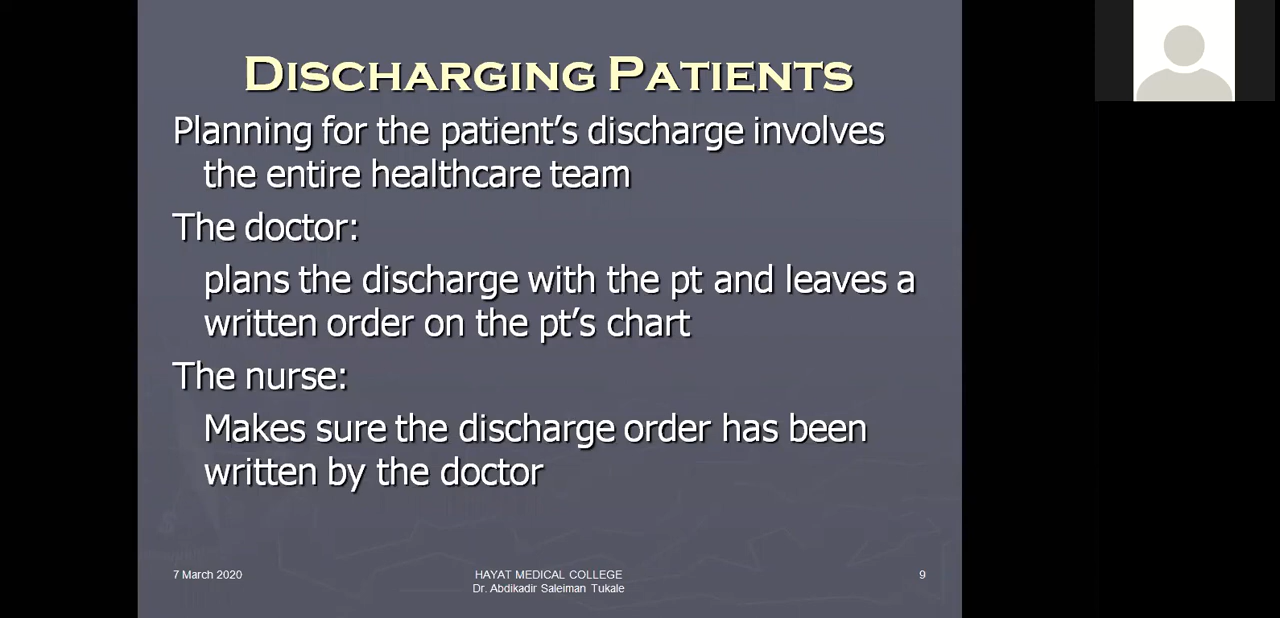 DISCHARGING PATIENTS
Planning for the patient’s discharge involves
the entire healthcare team
The doctor:
plans the discharge with the pt and leaves a
written order on the pt’s chart
The nurse:
Makes sure the discharge order has been
written by the doctor
7 March 2020
HAYAT MEDICAL COLLEGE
Dr. Abdikadir Saleiman Tukale
9